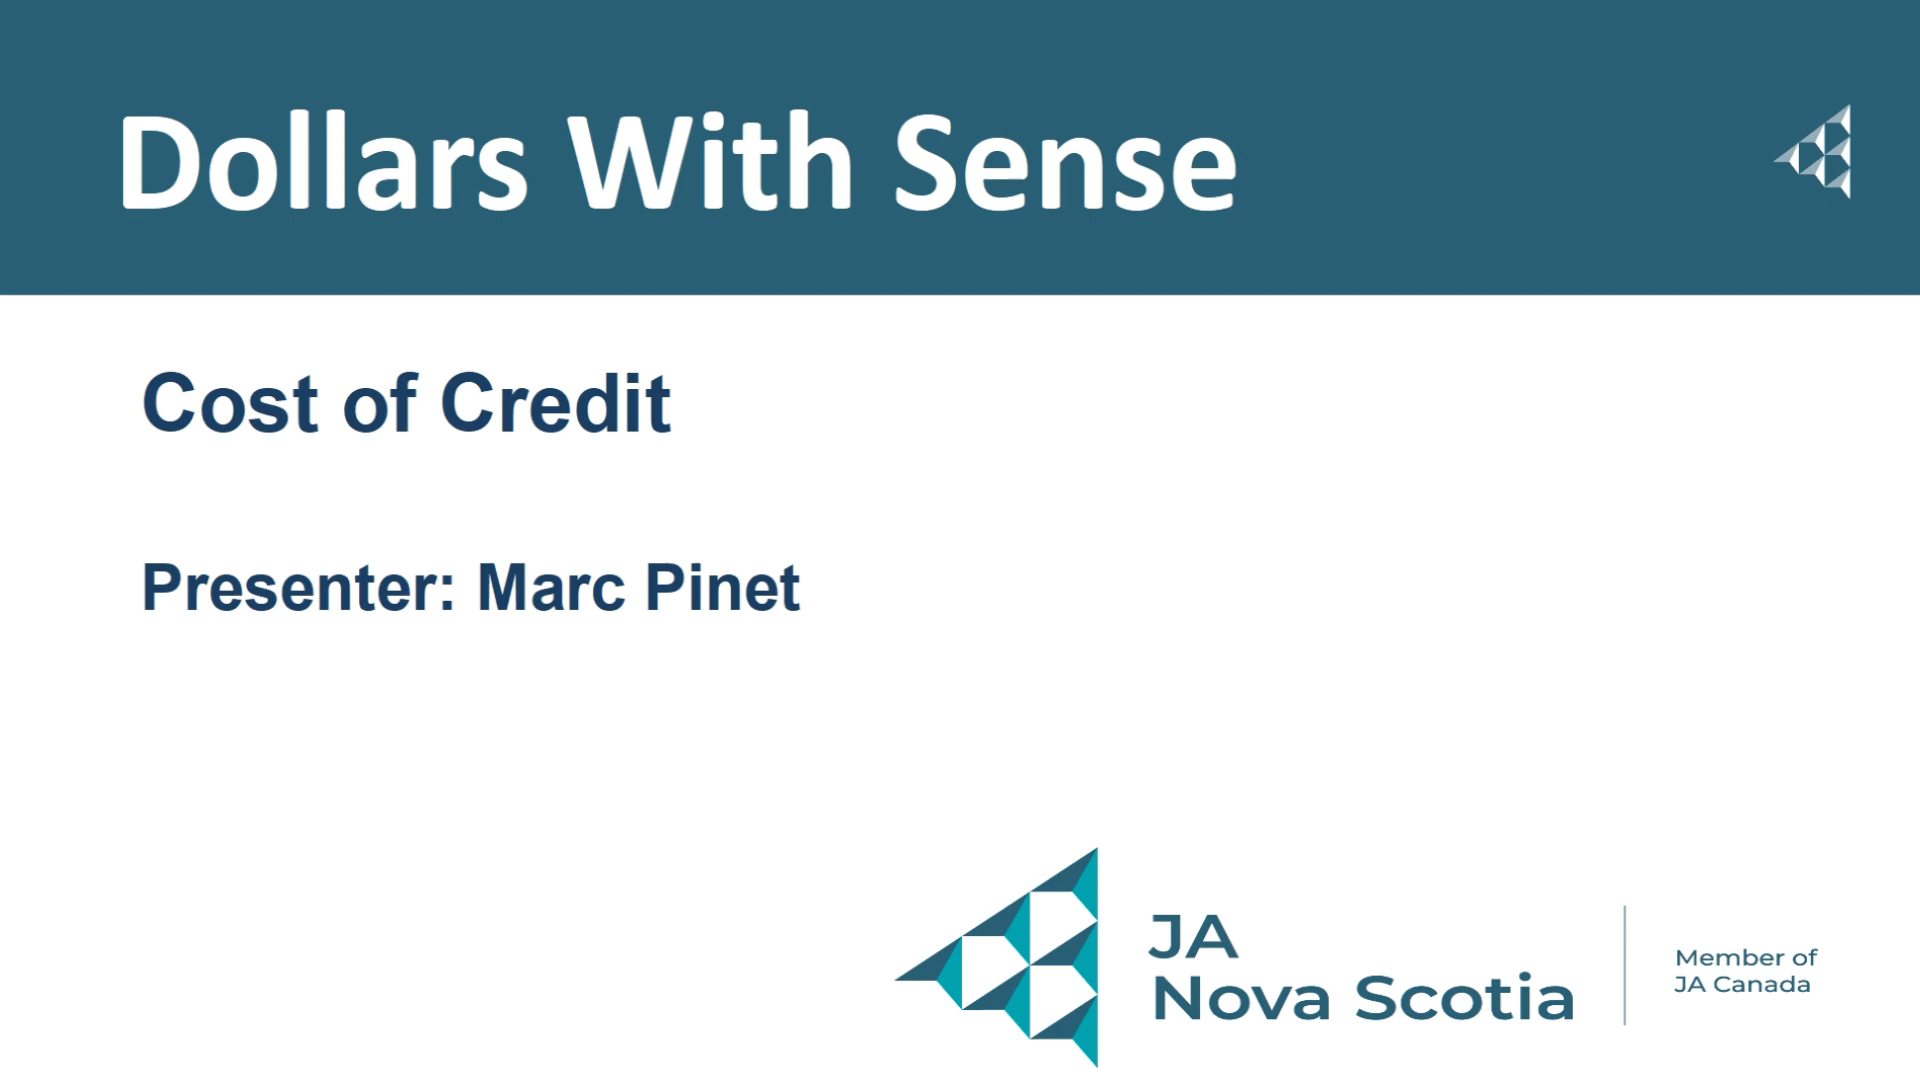 Dollars With Sense
Cost of Credit
Presenter: Marc Pinet
JA
Nova Scotia
Member of
JA Canada